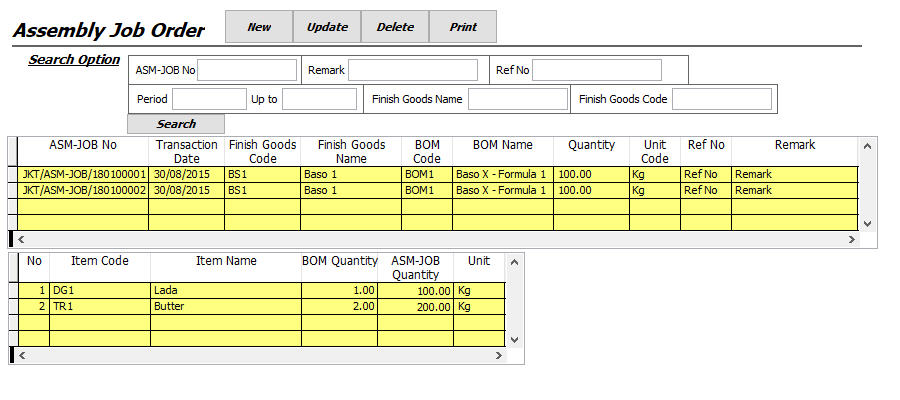 Assembly Job Order New Update Delete Print
Search Option ASM-JOB No Remark Ref No
Period Up to Finish Goods Name Finish Goods Code
Search
ASM-JOB No Transaction Finish Goods Finish Goods BOM BOM Name Quantity Unit Ref No Remark
Date Code Name Code Code
JKT/ASM-JOB/180100001 30/08/2015 BS1 Baso 1 BOM1 Baso X - Formula 1 100.00 Kg Ref No Remark
JKT/ASM-JOB/180100002 30/08/2015 BS1 Baso 1 BOM1 Baso X - Formula 1 100.00 Kg Ref No Remark
No Item Code Item Name BOM Quantity ASM-JOB Unit
Quantity
1 DG1 Lada 1.00 100.00 Kg
2 TR1 Butter 2.00 200.00 Kg